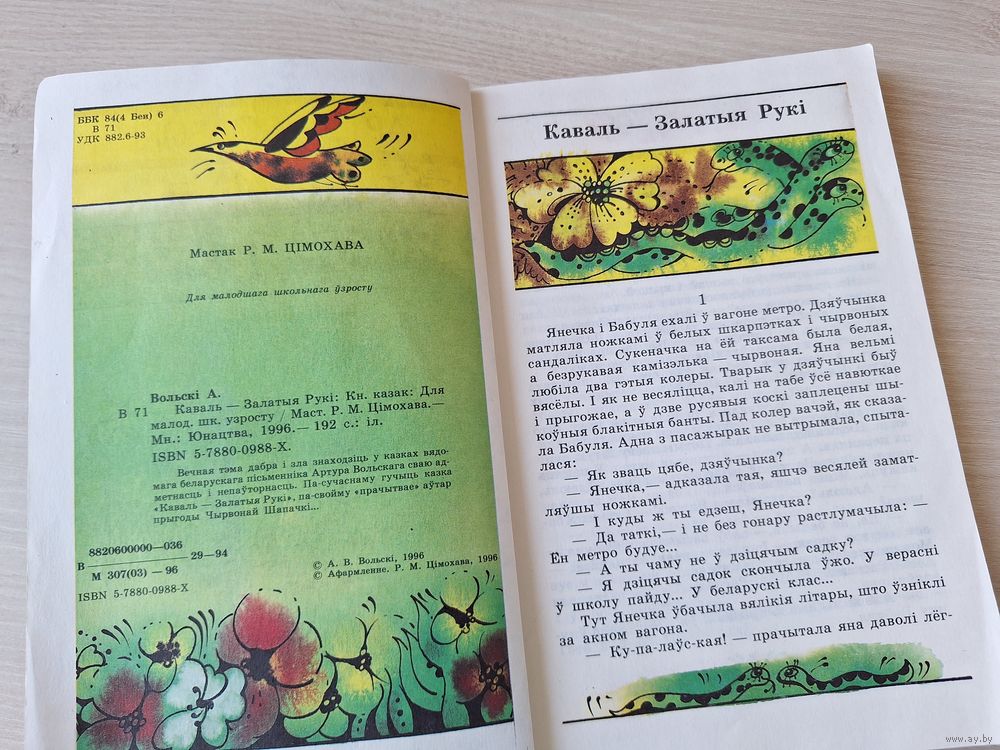 ББК 84(4 Беи) 6
В 71
УДК 882.6-93
Мастак Р. М. ЦІМОХАВА
Для малодшага школьнага ўзросту
Вольскі А.
В 71 Каваль — Залатыя Рукі: Кн. казак: Для
малод. шк. узросту / Маст. Р. М. Цімохава.—
Мн.: Юнацтва, 1996.— 192 с.: іл.
ISBN 5-7880-0988-X.
Вечная тэма дабра і зла знаходзіць у казках вядо-
мага беларускага пісьменніка Артура Вольскага сваю ад-
метнасць і непаўторнасць. Па-сучаснаму гучыць казка
«Каваль — Залатыя Рукі», па-свойму «прачытвае» аўтар
прыгоды Чырвонай Шапачкі...
8820600000—036
В 29—94
М 307(03) — 96
ISBN 5-7880-0988-X
© А. В. Вольскі, 1996
© Афармленне. Р. М. Цімохава, 1996
Каваль — Залатыя Рукі
1
Янечка і Бабуля ехалі ў вагоне метро. Дзяўчынка
матляла ножкамі ў белых шкарпэтках і чырвоных
сандаліках. Сукеначка на ёй таксама была белая,
а безрукавая камізэлька — чырвоная. Яна вельмі
любіла два гэтыя колеры. Тварык у дзяўчынкі быў
вясёлы. І як не весяліцца, калі на табе ўсё навюткае
і прыгожае, а ў дзве русявыя коскі заплецены шы-
коўныя блакітныя банты. Пад колер вачэй, як сказа-
ла Бабуля. Адна з пасажырак не вытрымала, спыта-
лася:
— Як зваць цябе, дзяўчынка?
— Янечка,— адказала тая, яшчэ весялей замат-
ляўшы ножкамі.
— І куды ж ты едзеш, Янечка?
— Да таткі,— і не без гонару растлумачыла: —
Ён метро будуе...
— А ты чаму не ў дзіцячым садку?
— Я дзіцячы садок скончыла ўжо. У верасні
ў школу пайду... У беларускі клас...
Тут Янечка ўбачыла вялікія літары, што ўзніклі
за акном вагона.
— Ку-па-лаўс-кая! — прачытала яна даволі лёг-
www.ay.by